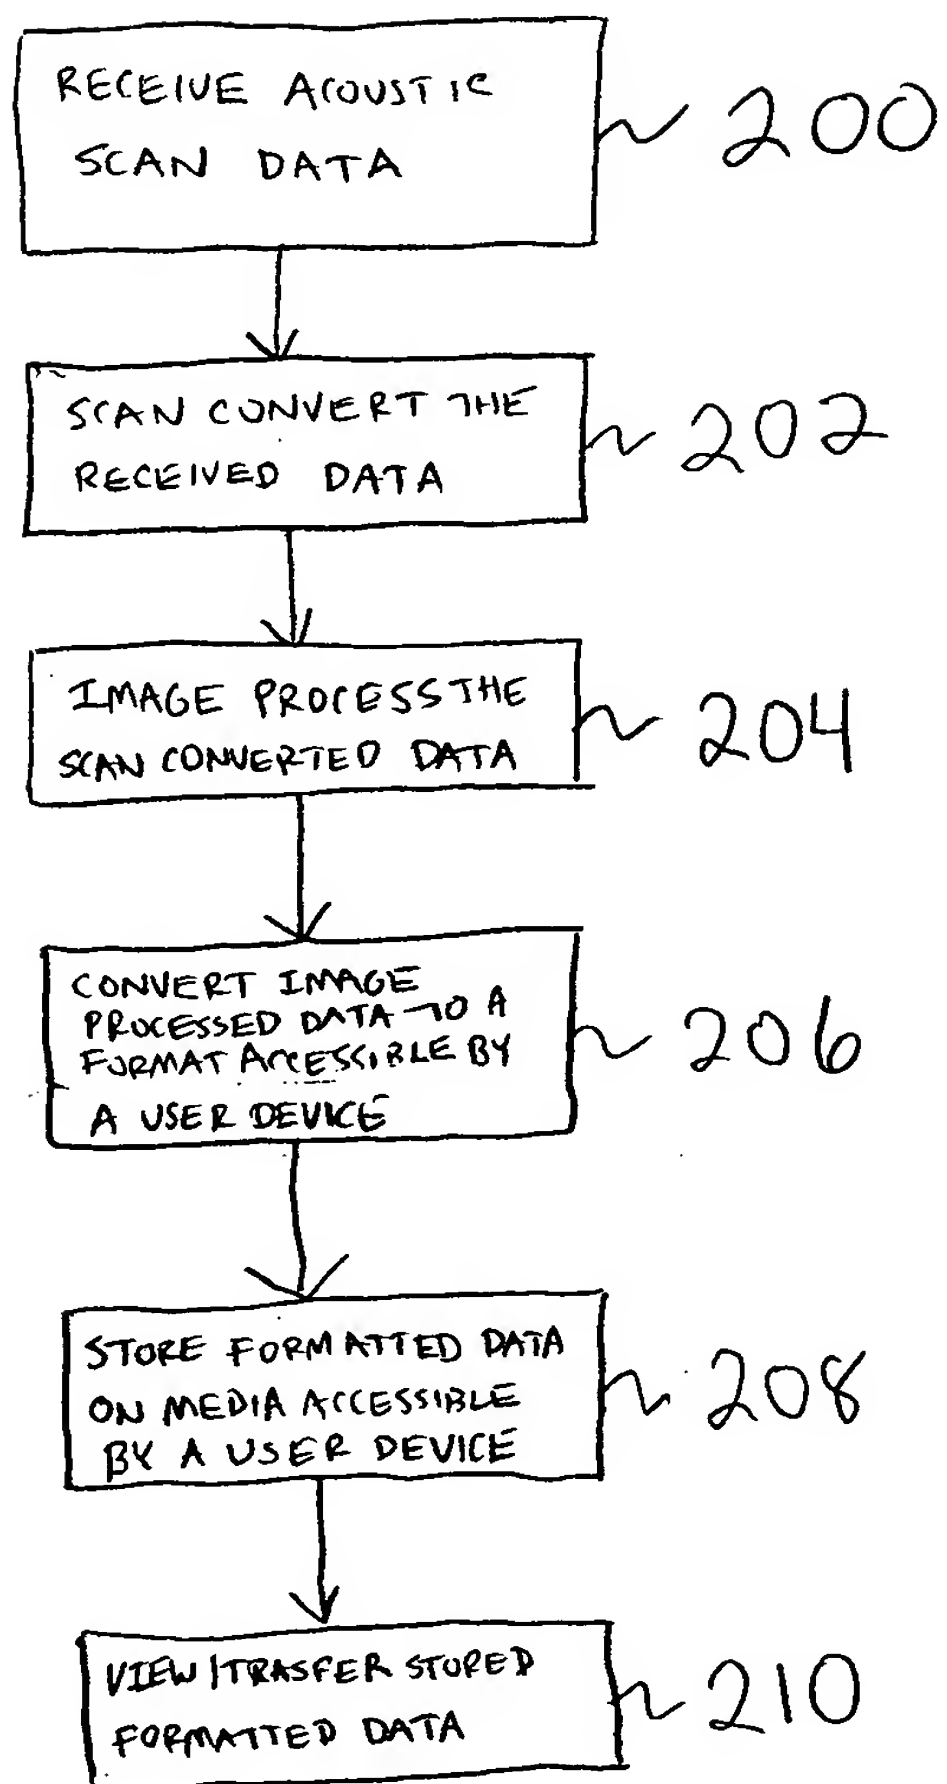 RECEIVE ACOUSTIC
SCAN DATA
200
SCAN CONVERT THE
RECEIVED DATA
202
IMAGE PROCESS THE
SCAN CONVERTED DATA
204
CONVERT IMAGE
PROCESSED DATA TO A
FORMAT ACCESSIBLE BY
A USER DEVICE
206
STORE FORMATTED DATA
ON MEDIA ACCESSIBLE
BY A USER DEVICE
208
VIEW/TRASFER STORED
FORMATTED DATA
210